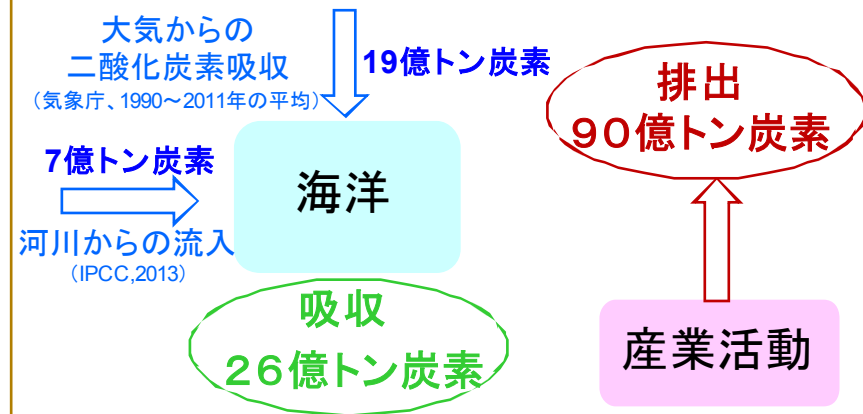 大気からの
二酸化炭素吸収
（気象庁、1990～2011年の平均）
19億トン炭素
排出
９０億トン炭素
7億トン炭素
海洋
河川からの流入
（IPCC,2013）
吸収
２６億トン炭素
産業活動